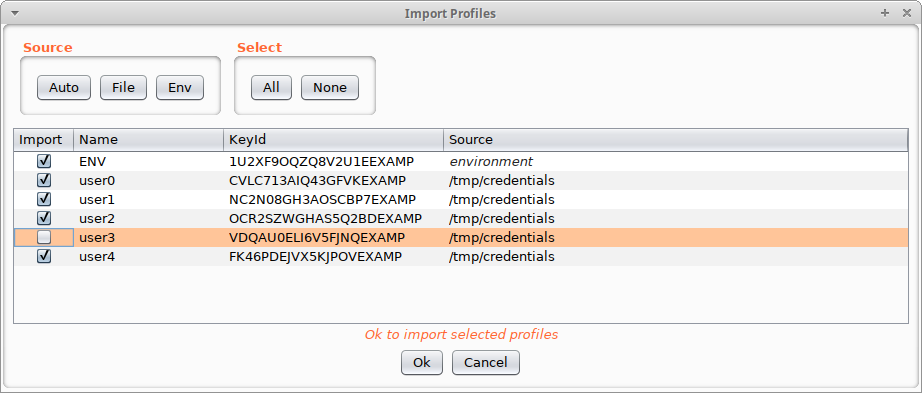 Import Profiles
Source
Select
Auto File Env
All None
Import Name KeyId Source
ENV 1U2XF9OQZQ8V2U1EEXAMP environment
user0 CVLC713AIQ43GFVKEXAMP /tmp/credentials
user1 NC2N08GH3AOSCBP7EXAMP /tmp/credentials
user2 OCR2SZWGHAS5Q2BDEXAMP /tmp/credentials
user3 VDQAU0ELI6V5FJNQEXAMP /tmp/credentials
user4 FK46PDEJVX5KJPOVEXAMP /tmp/credentials
Ok to import selected profiles
Ok Cancel